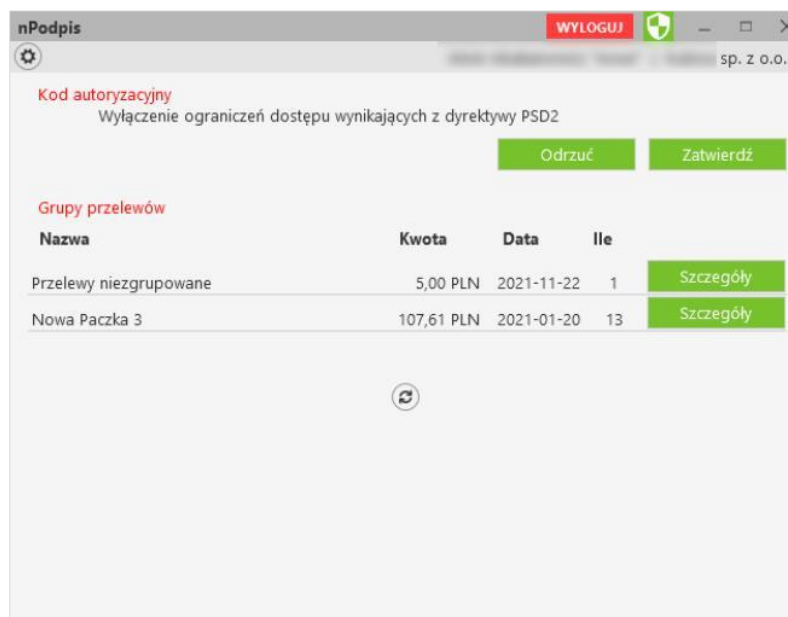 nPodpis WYLOGUJ
sp. z o.o.
Kod autoryzacyjny
Wyłączenie ograniczeń dostępu wynikających z dyrektywy PSD2
Odrzuć Zatwierdź
Grupy przelewów
Nazwa Kwota Data Ile
Przelewy niezgrupowane 5,00 PLN 2021-11-22 1 Szczegóły
Nowa Paczka 3 107,61 PLN 2021-01-20 13 Szczegóły